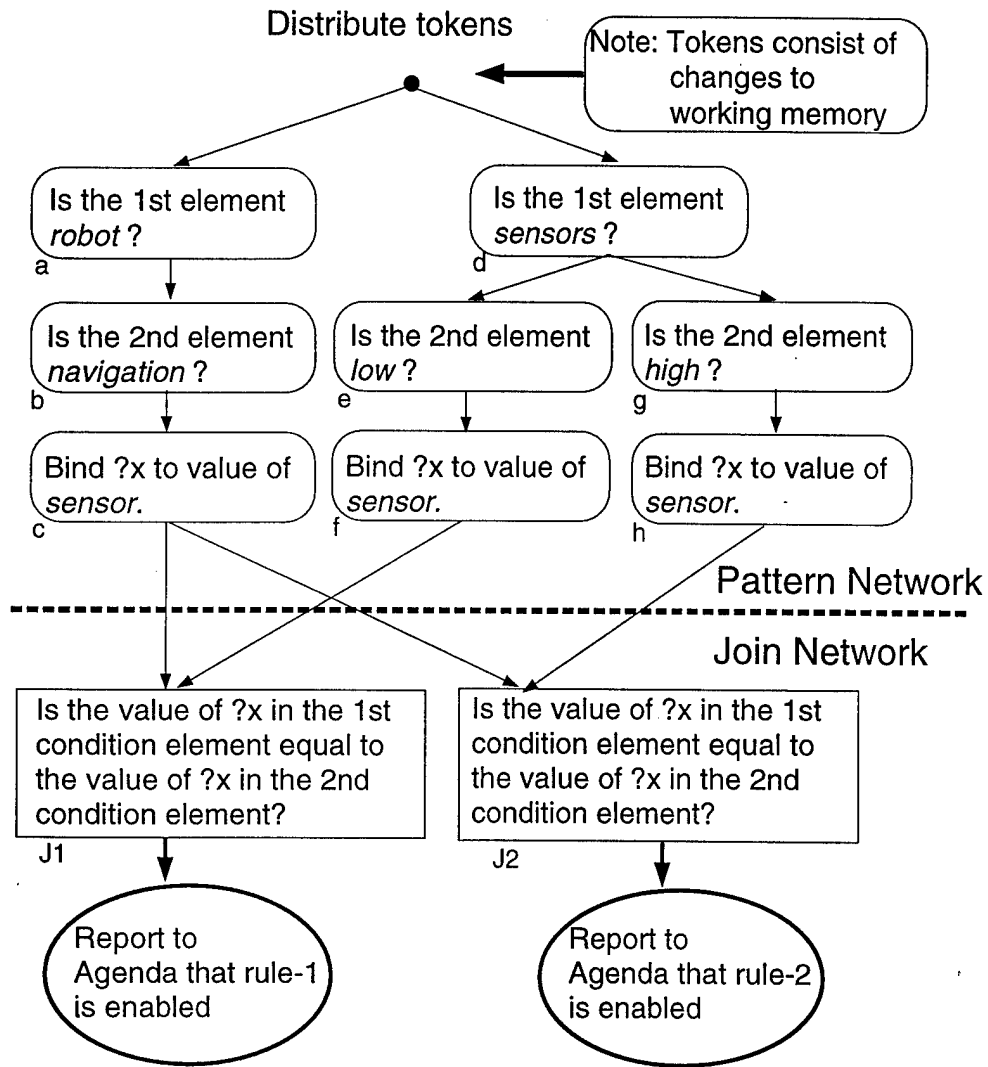 Distribute tokens
Note: Tokens consist of
changes to
working memory
Is the 1st element
robot ?
a
Is the 1st element
sensors ?
d
Is the 2nd element
navigation ?
b
Is the 2nd element
low ?
e
Is the 2nd element
high ?
g
Bind ?x to value of
sensor.
c
Bind ?x to value of
sensor.
f
Bind ?x to value of
sensor.
h
Pattern Network
Join Network
Is the value of ?x in the 1st
condition element equal to
the value of ?x in the 2nd
condition element?
J1
Is the value of ?x in the 1st
condition element equal to
the value of ?x in the 2nd
condition element?
J2
Report to
Agenda that rule-1
is enabled
Report to
Agenda that rule-2
is enabled